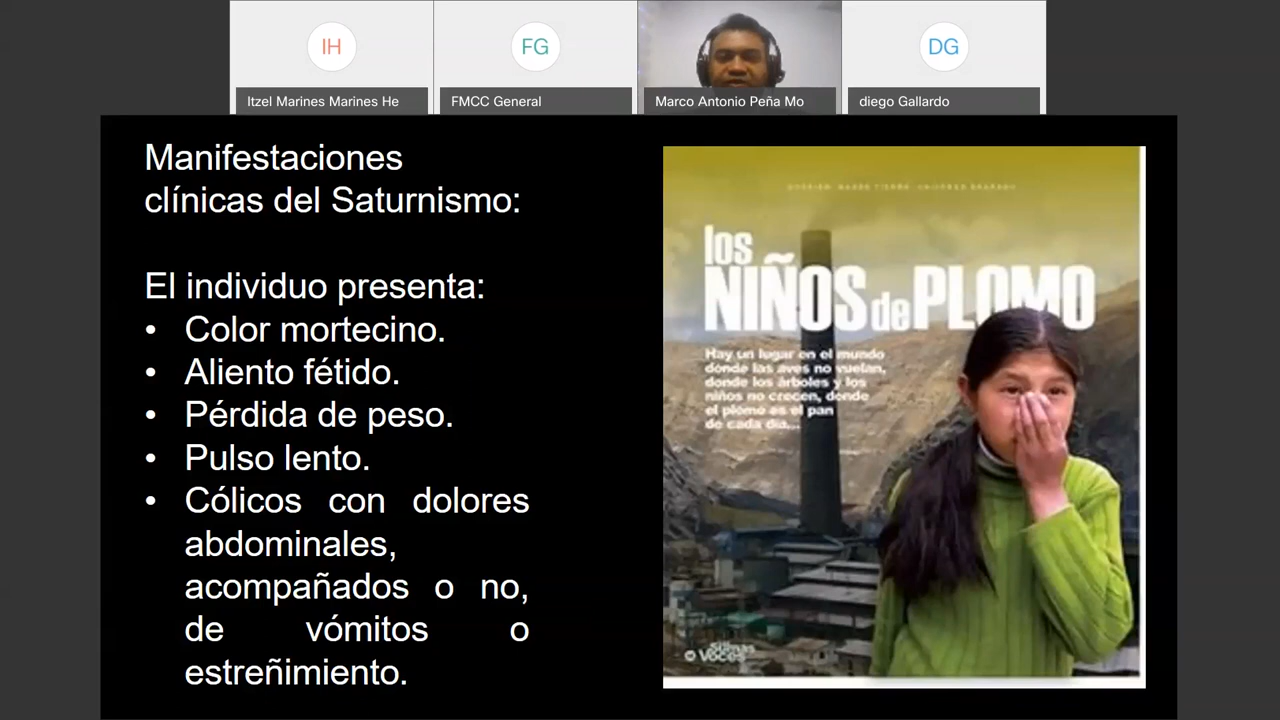 IH
FG
DG
Itzel Marines Marines He
FMCC General
Marco Antonio Peña Mo
diego Gallardo
Manifestaciones
clínicas del Saturnismo:
El individuo presenta:
• Color mortecino.
• Aliento fétido.
• Pérdida de peso.
• Pulso lento.
• Cólicos con dolores
abdominales,
acompañados o no,
de vómitos o
estreñimiento.
los
NIÑOS de PLOMO
Hay un lugar en el mundo
donde las aves no vuelan,
donde los árboles y los
niños no crecen, donde
el plomo es el pan
de cada día...
Voces